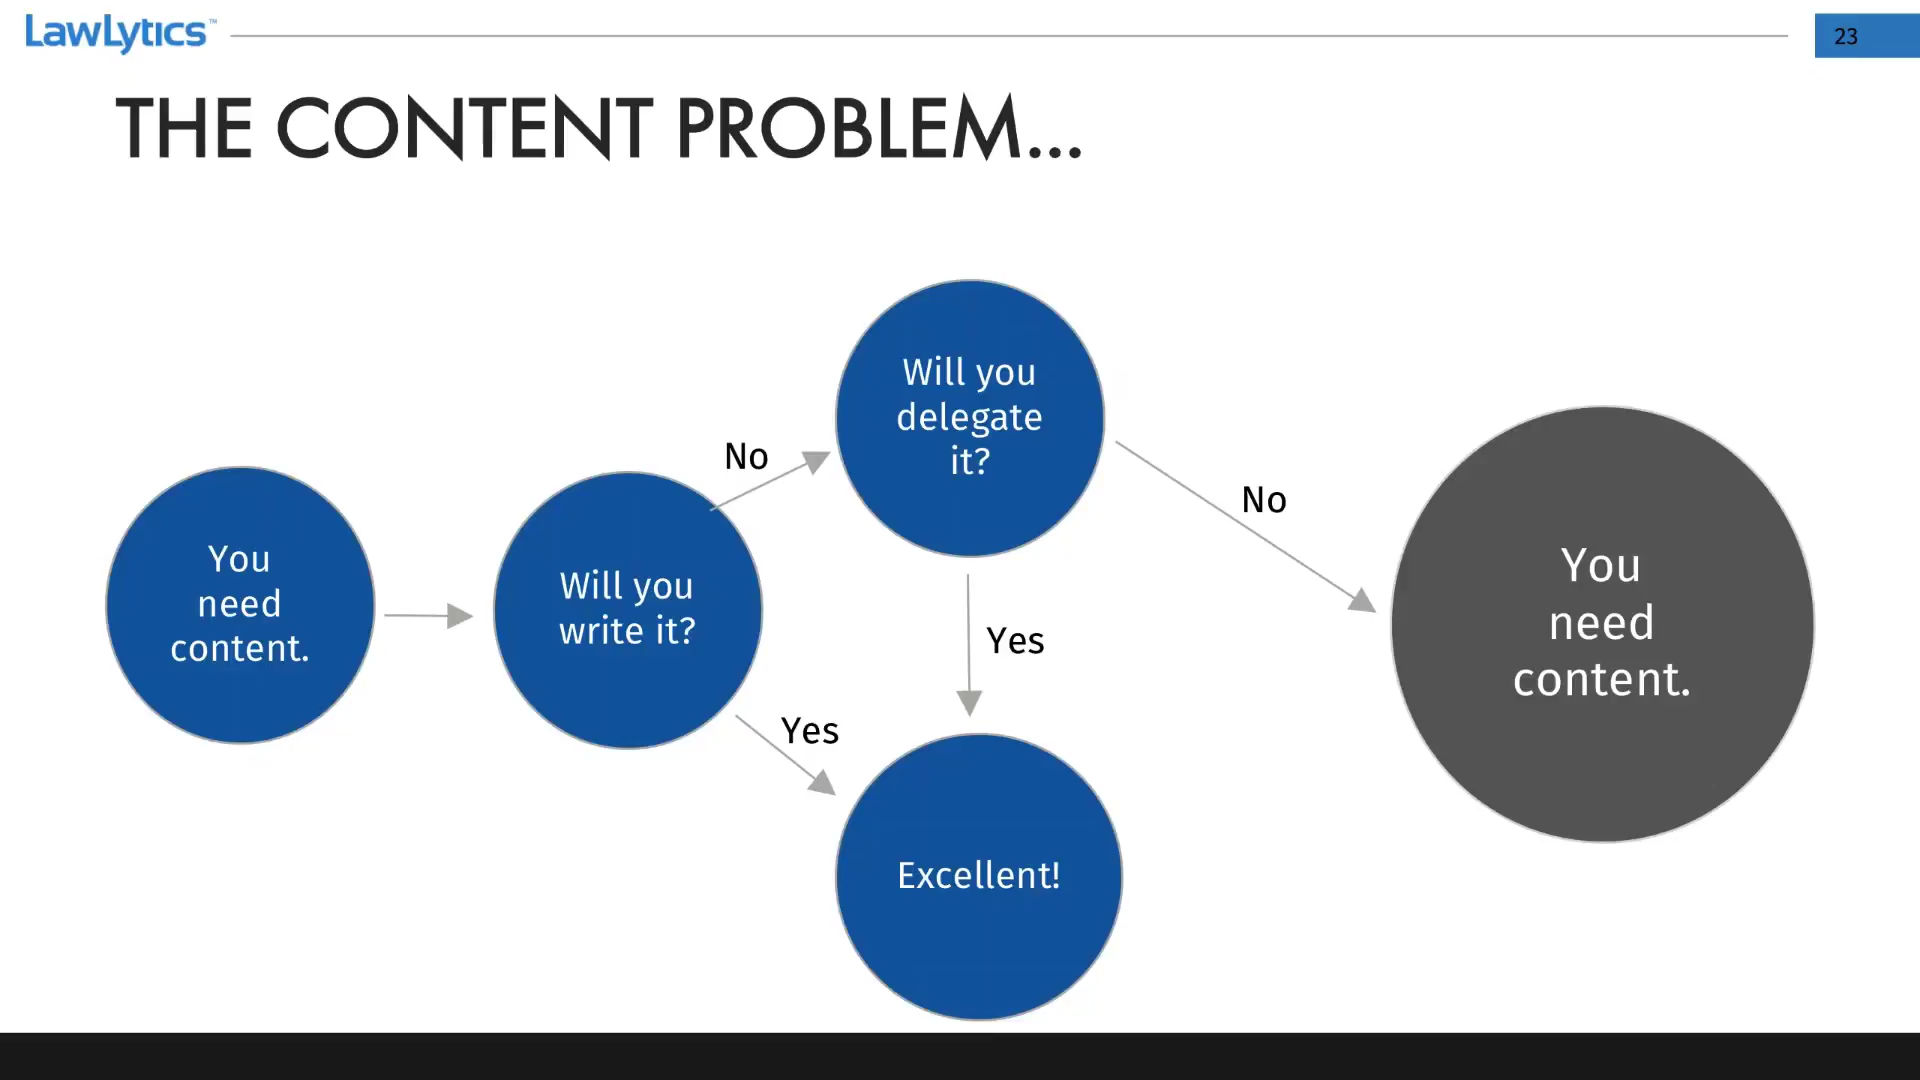 LawLytics™
23
THE CONTENT PROBLEM...
You
need
content.
Will you
write it?
No
Will you
delegate
it?
Yes
Yes
Excellent!
No
You
need
content.